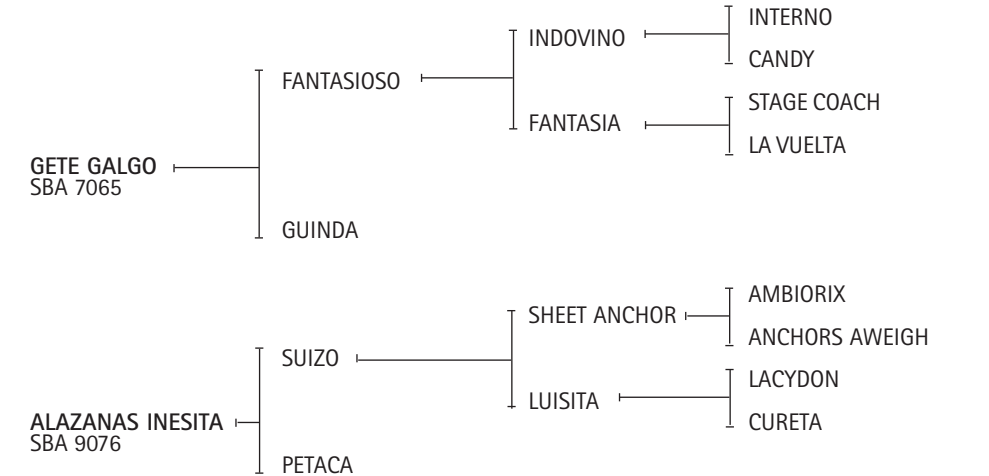 INTERNO
INDOVINO
CANDY
FANTASIOSO
STAGE COACH
FANTASIA
LA VUELTA
GETE GALGO
SBA 7065
GUINDA
AMBIORIX
SHEET ANCHOR
ANCHORS AWEIGH
SUIZO
LACYDON
LUISITA
CURETA
ALAZANAS INESITA
SBA 9076
PETACA